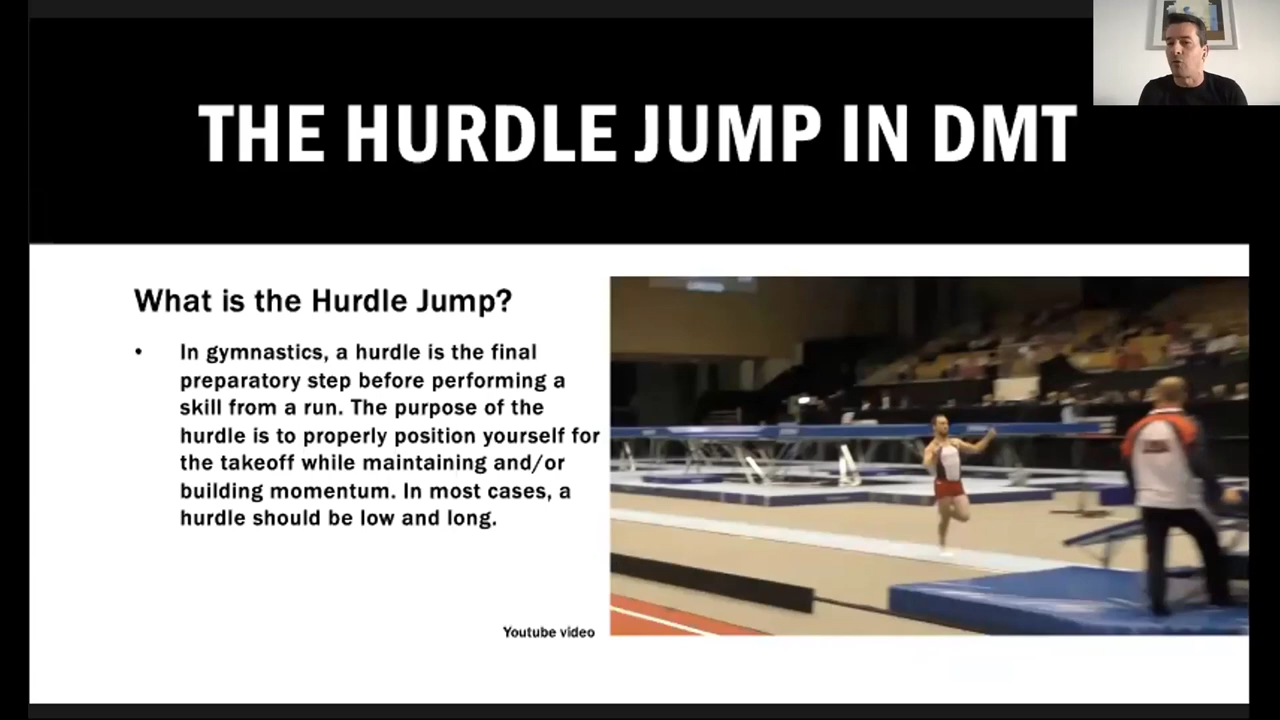 THE HURDLE JUMP IN DMT
What is the Hurdle Jump?
• In gymnastics, a hurdle is the final
preparatory step before performing a
skill from a run. The purpose of the
hurdle is to properly position yourself for
the takeoff while maintaining and/or
building momentum. In most cases, a
hurdle should be low and long.
Youtube video